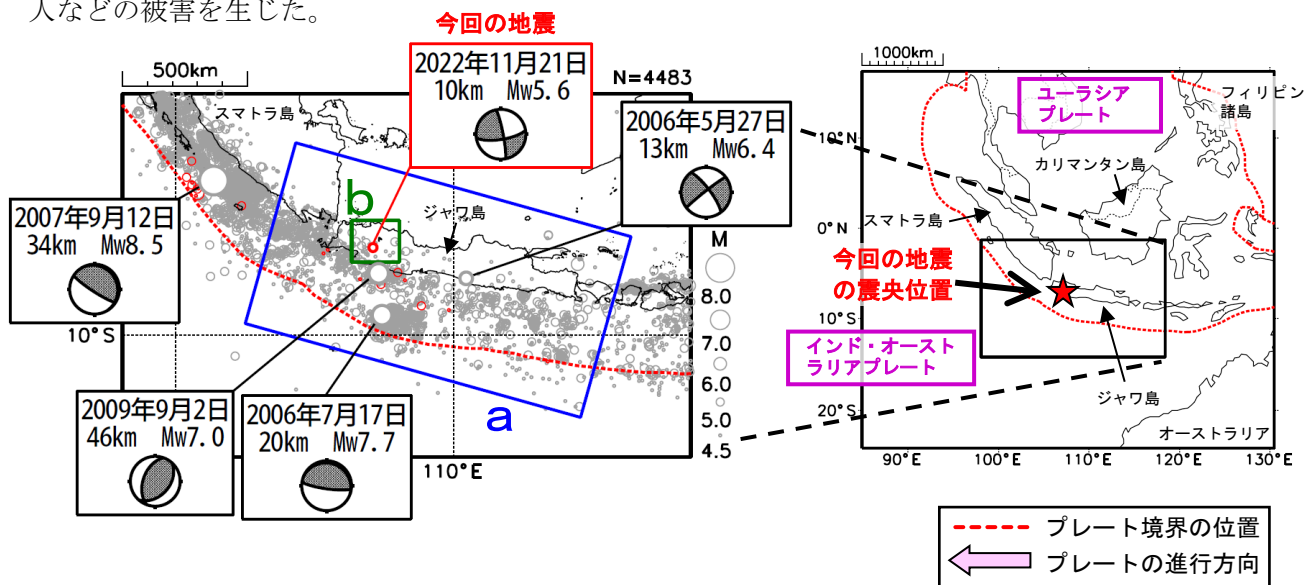 人などの被害を生じた。
今回の地震
2022年11月21日
10km Mw5.6
500km
N=4483
スマトラ島
2006年5月27日
13km Mw6.4
b
ジャワ島
2007年9月12日
34km Mw8.5
M
8.0
7.0
6.0
5.0
4.5
10°S
2009年9月2日
46km Mw7.0
2006年7月17日
20km Mw7.7
a
110°E
1000km
ユーラシア
プレート
フィリピン
諸島
10°N
カリマンタン島
スマトラ島
0°N
今回の地震
の震央位置
10°S
インド・オースト
ラリアプレート
ジャワ島
20°S
オーストラリア
90°E
100°E
110°E
120°E
130°E
プレート境界の位置
プレートの進行方向